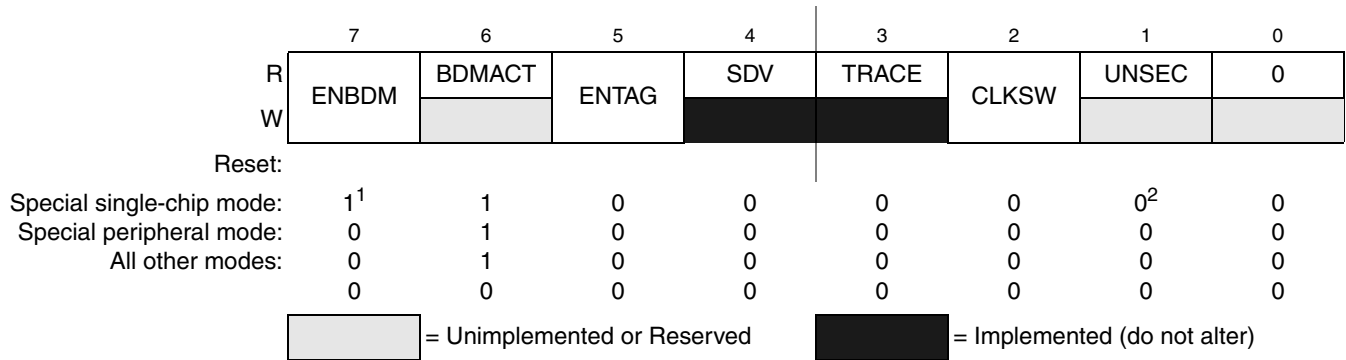 7 6 5 4 3 2 1 0
R ENBDM BDMACT ENTAG SDV TRACE CLKSW UNSEC 0
W
Reset:
Special single-chip mode: 1¹ 1 0 0 0 0 0² 0
Special peripheral mode: 0 1 0 0 0 0 0 0
All other modes: 0 1 0 0 0 0 0 0
0 0 0 0 0 0 0 0
= Unimplemented or Reserved = Implemented (do not alter)